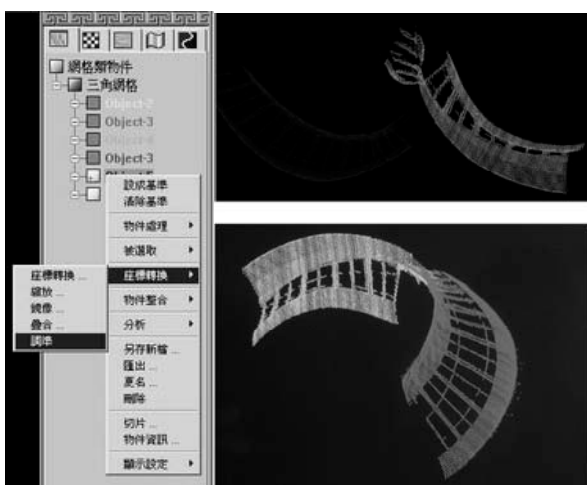 網格類物件
三角網格
Object-2
Object-3
Object-3
設成基準
清除基準
物件處理
被選取
座標轉換
物件整合
分析
另存新檔 ...
匯出 ...
更名 ...
刪除
切片 ...
物件資訊 ...
顯示設定
座標轉換 ...
縮放 ...
鏡像 ...
疊合 ...
調準